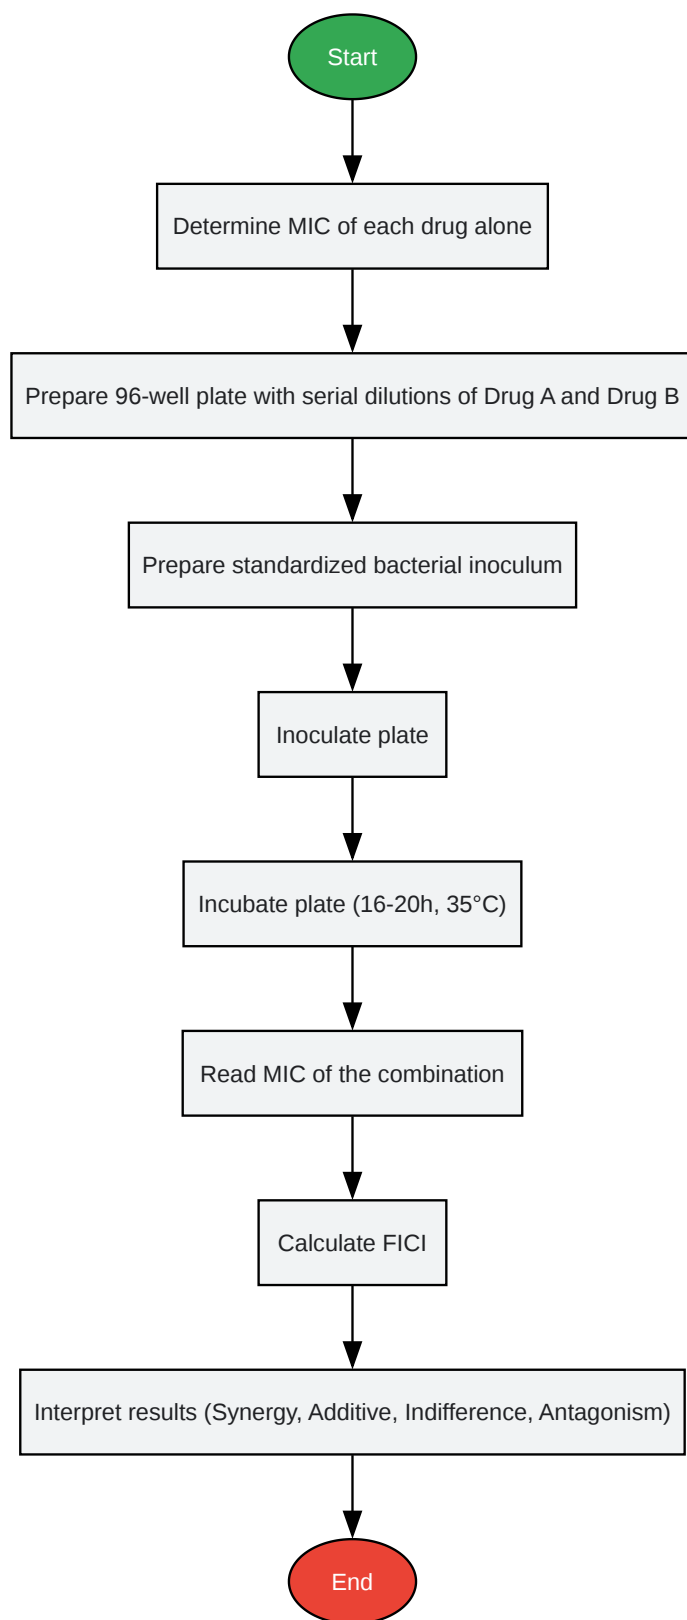 Start
Determine MIC of each drug alone
Prepare 96-well plate with serial dilutions of Drug A and Drug B
Prepare standardized bacterial inoculum
Inoculate plate
Incubate plate (16-20h, 35°C)
Read MIC of the combination
Calculate FICI
Interpret results (Synergy, Additive, Indifference, Antagonism)
End